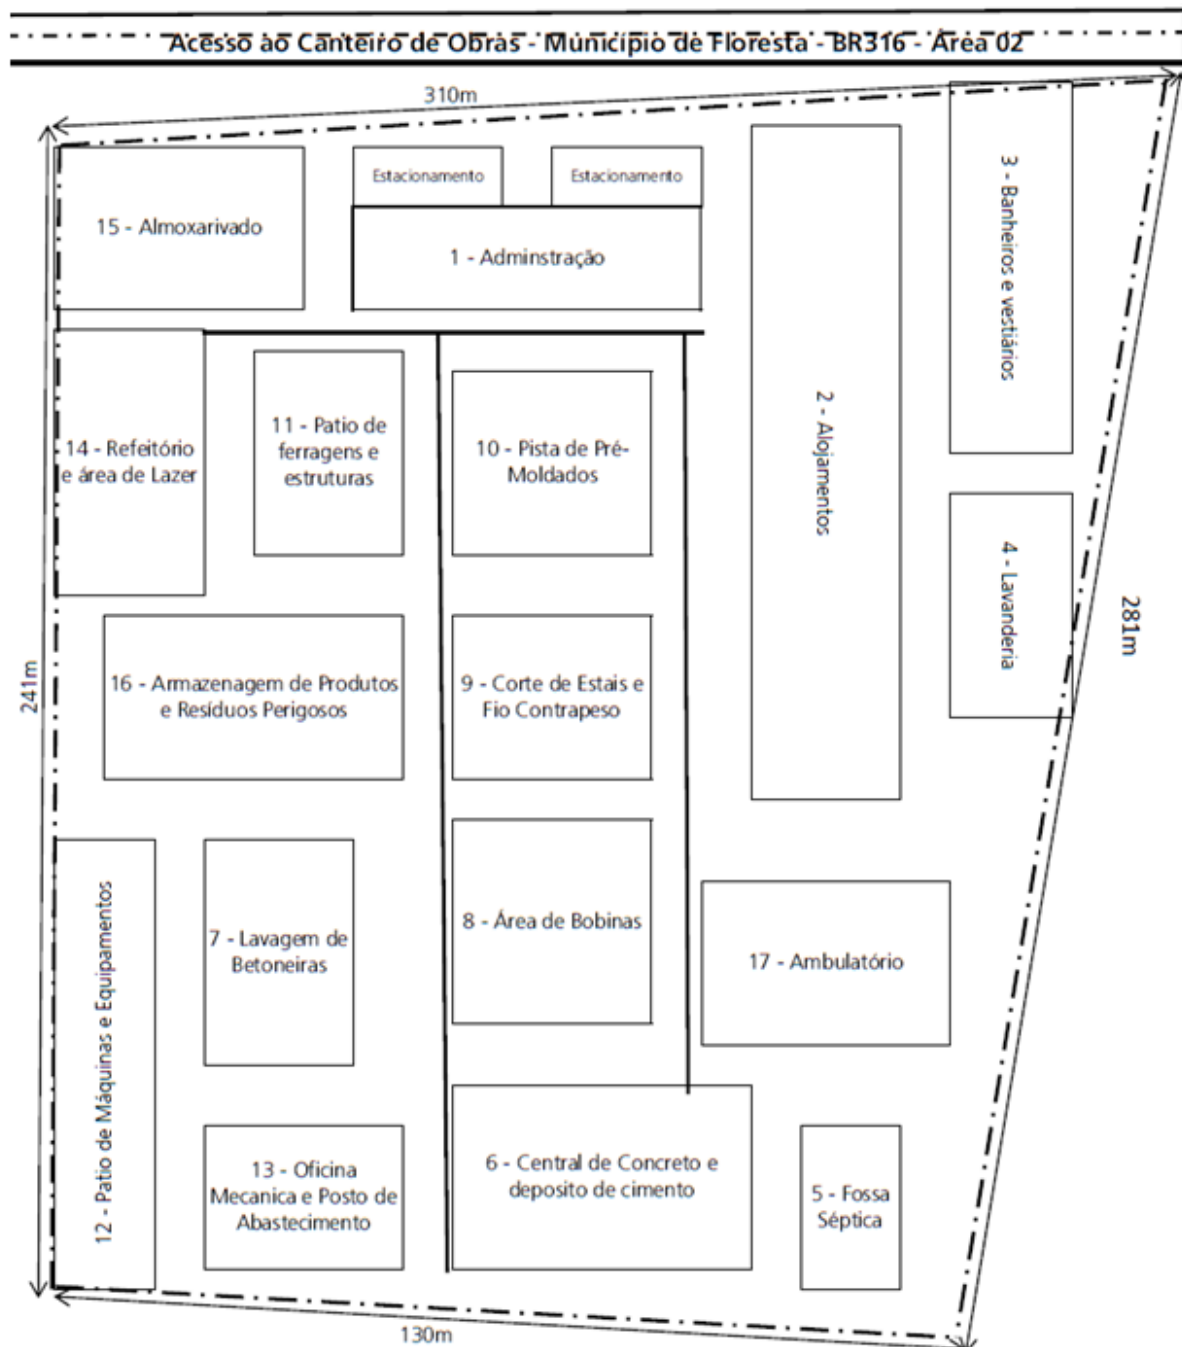 Acesso ao Canteiro de Obras - Município de Floresta - BR316 - Área 02
310m
Estacionamento
Estacionamento
15 - Almoxarivado
1 - Adminstração
3 - Banheiros e vestiários
2 - Alojamentos
14 - Refeitório
e área de Lazer
11 - Patio de
ferragens e
estruturas
10 - Pista de Pré-
Moldados
4 - Lavanderia
281m
241m
16 - Armazenagem de Produtos
e Resíduos Perigosos
9 - Corte de Estais e
Fio Contrapeso
12 - Patio de Máquinas e Equipamentos
7 - Lavagem de
Betoneiras
8 - Área de Bobinas
17 - Ambulatório
13 - Oficina
Mecanica e Posto de
Abastecimento
6 - Central de Concreto e
deposito de cimento
5 - Fossa
Séptica
130m